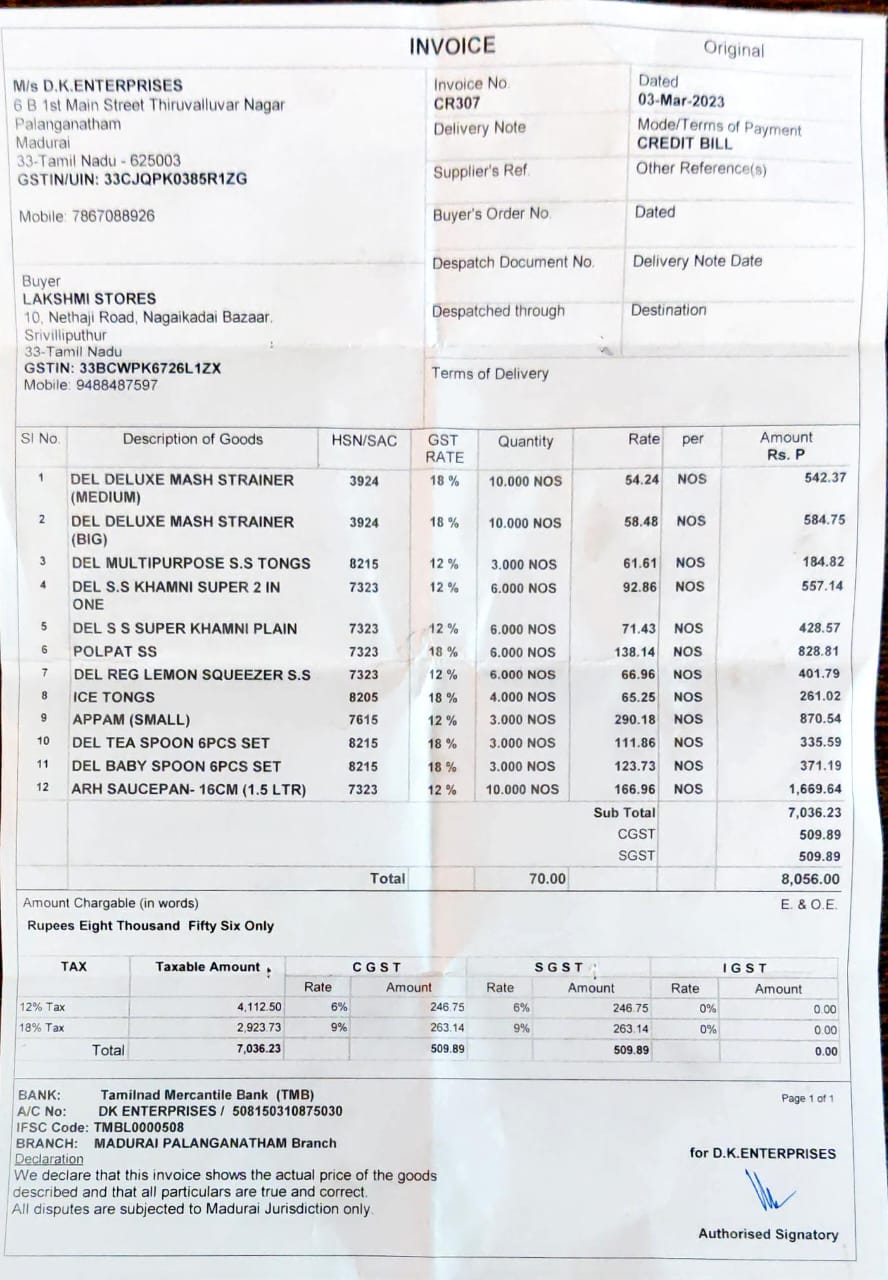 INVOICE
Original
M/s D.K.ENTERPRISES
6 B 1st Main Street Thiruvalluvar Nagar
Palanganatham
Madurai
33-Tamil Nadu - 625003
GSTIN/UIN: 33CJQPK0385R1ZG
Mobile: 7867088926
Invoice No.
CR307
Dated
03-Mar-2023
Delivery Note
Mode/Terms of Payment
CREDIT BILL
Supplier's Ref.
Other Reference(s)
Buyer's Order No.
Dated
Despatch Document No.
Delivery Note Date
Despatched through
Destination
Terms of Delivery
Buyer
LAKSHMI STORES
10, Nethaji Road, Nagaikadai Bazaar.
Srivilliputhur
33-Tamil Nadu
GSTIN: 33BCWPK6726L1ZX
Mobile: 9488487597
SI No. Description of Goods HSN/SAC GST RATE Quantity Rate per Amount Rs. P
1 DEL DELUXE MASH STRAINER 3924 18 % 10.000 NOS 54.24 NOS 542.37
(MEDIUM)
2 DEL DELUXE MASH STRAINER 3924 18 % 10.000 NOS 58.48 NOS 584.75
(BIG)
3 DEL MULTIPURPOSE S.S TONGS 8215 12 % 3.000 NOS 61.61 NOS 184.82
4 DEL S.S KHAMNI SUPER 2 IN 7323 12 % 6.000 NOS 92.86 NOS 557.14
ONE
5 DEL S S SUPER KHAMNI PLAIN 7323 12 % 6.000 NOS 71.43 NOS 428.57
6 POLPAT SS 7323 18 % 6.000 NOS 138.14 NOS 828.81
7 DEL REG LEMON SQUEEZER S.S 7323 12 % 6.000 NOS 66.96 NOS 401.79
8 ICE TONGS 8205 18 % 4.000 NOS 65.25 NOS 261.02
9 APPAM (SMALL) 7615 12 % 3.000 NOS 290.18 NOS 870.54
10 DEL TEA SPOON 6PCS SET 8215 18 % 3.000 NOS 111.86 NOS 335.59
11 DEL BABY SPOON 6PCS SET 8215 18 % 3.000 NOS 123.73 NOS 371.19
12 ARH SAUCEPAN- 16CM (1.5 LTR) 7323 12 % 10.000 NOS 166.96 NOS 1,669.64
Sub Total 7,036.23
CGST 509.89
SGST 509.89
Total 70.00 8,056.00
Amount Chargable (in words) E. & O.E.
Rupees Eight Thousand Fifty Six Only
TAX Taxable Amount CGST SGST IGST
Rate Amount Rate Amount Rate Amount
12% Tax 4,112.50 6% 246.75 6% 246.75 0% 0.00
18% Tax 2,923.73 9% 263.14 9% 263.14 0% 0.00
Total 7,036.23 509.89 509.89 0.00
BANK: Tamilnad Mercantile Bank (TMB)
A/C No: DK ENTERPRISES / 508150310875030
IFSC Code: TMBL0000508
BRANCH: MADURAI PALANGANATHAM Branch
Page 1 of 1
Declaration
We declare that this invoice shows the actual price of the goods
described and that all particulars are true and correct.
All disputes are subjected to Madurai Jurisdiction only.
for D.K.ENTERPRISES
Authorised Signatory